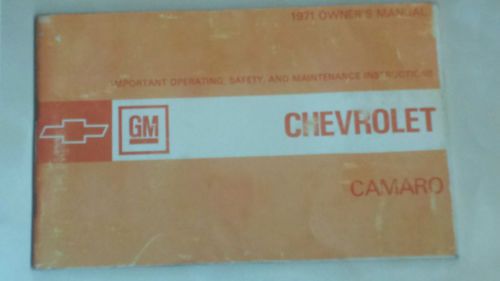 1971 OWNER'S MANUAL
IMPORTANT OPERATING, SAFETY, AND MAINTENANCE INSTRUCTIONS
GM
CHEVROLET
CAMARO